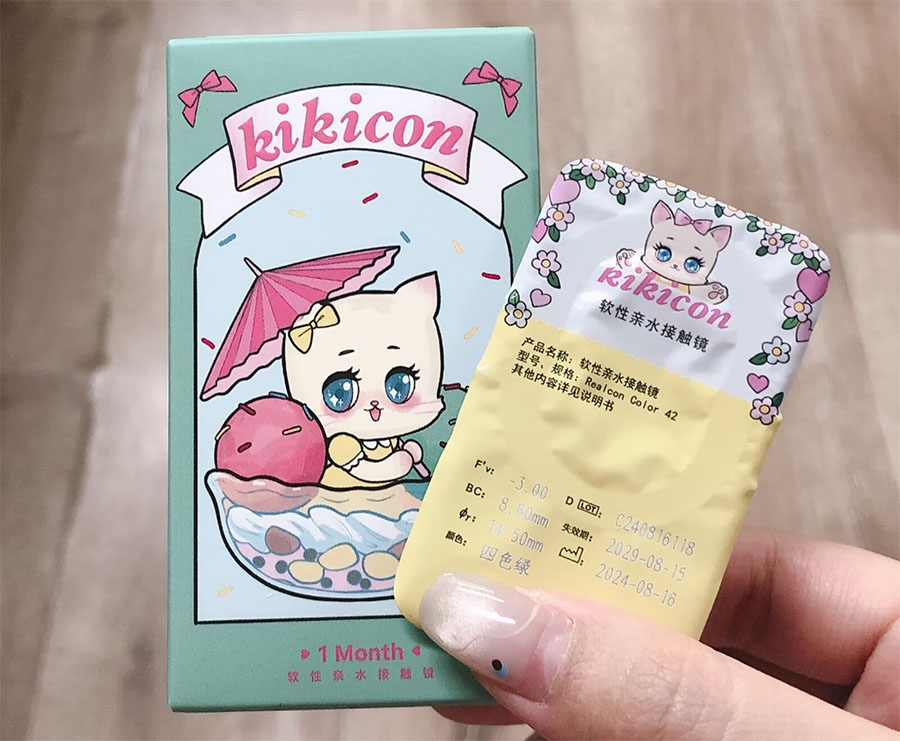 kikicon
1 Month
软性亲水接触镜
kikicon
软性亲水接触镜
产品名称：软性亲水接触镜
型号、规格：Realcon Color 42
其他内容详见说明书
F'v: -3.00 D
BC: 8.60mm
φT: 14.50mm
颜色: 四色绿
LOT: C240816118
失效期: 2029-08-15
2024-08-16